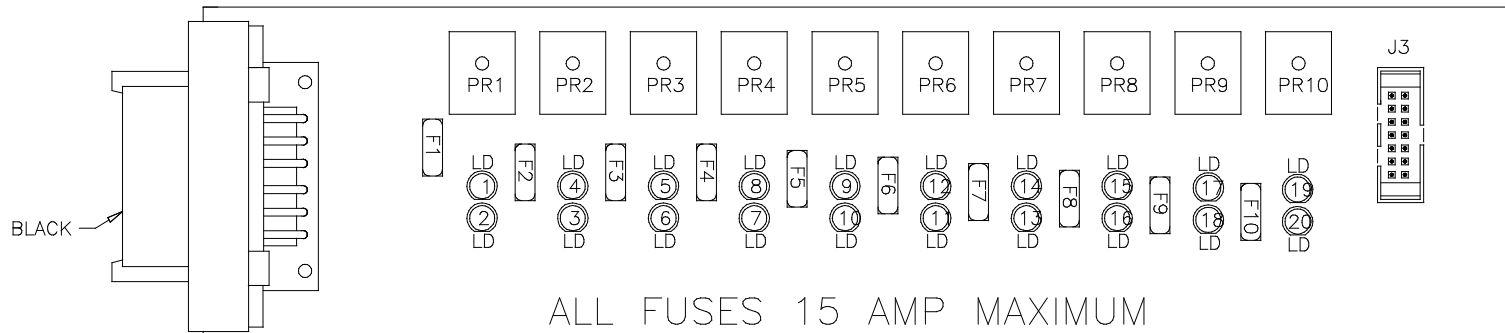 J3
PR1 PR2 PR3 PR4 PR5 PR6 PR7 PR8 PR9 PR10
F1 F2 F3 F4 F5 F6 F7 F8 F9 F10
LD LD LD LD LD LD LD LD LD LD
1 4 5 8 9 12 14 15 17 19
2 3 6 7 10 11 13 16 18 20
LD LD LD LD LD LD LD LD LD LD
BLACK
ALL FUSES 15 AMP MAXIMUM